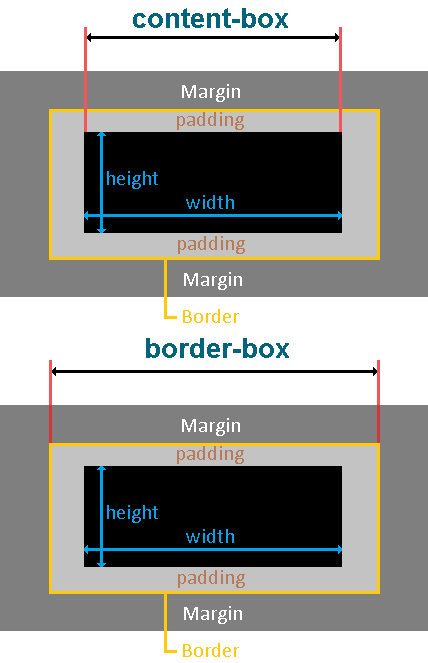 content-box
Margin
padding
height
width
padding
Margin
Border
border-box
Margin
padding
height
width
padding
Margin
Border